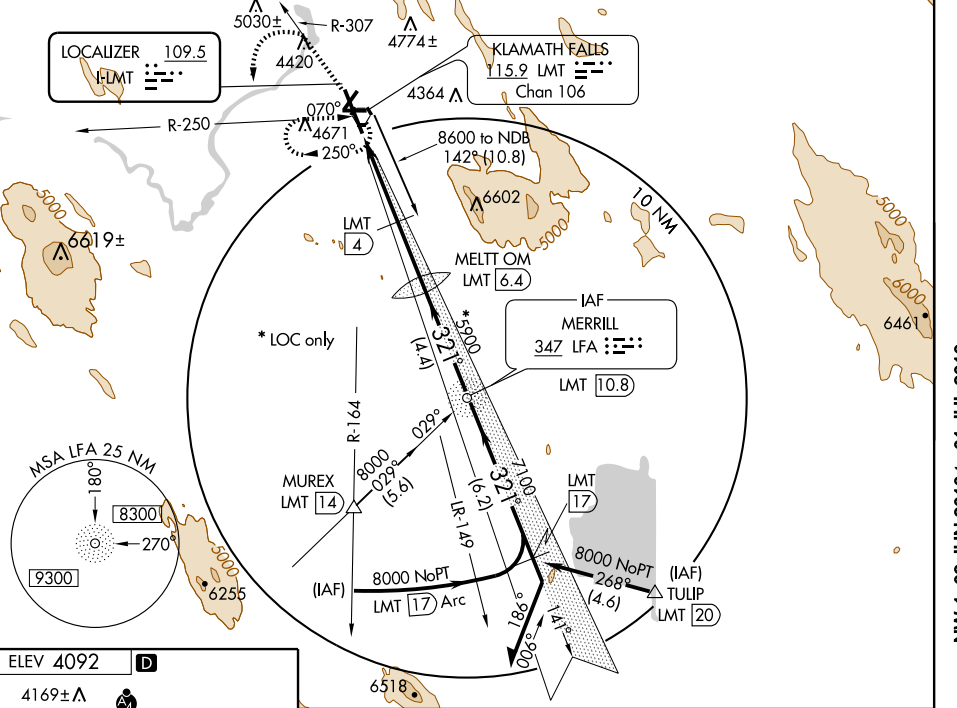 5030±
R-307
4774±
4420
LOCALIZER 109.5
I-LMT
KLAMATH FALLS
115.9 LMT
Chan 106
4364
070°
R-250
4671
250°
8600 to NDB
142° (10.8)
6602
5000
10 NM
5000
6619±
5000
6000
6461
LMT
4
MELTT OM
LMT 6.4
IAF
MERRILL
347 LFA
LMT 10.8
* LOC only
*5900
321°
(4.4)
R-164
029°
8000
029°
(5.6)
MUREX
LMT 14
7100
321°
(6.2)
LR-149
LMT
17
MSA LFA 25 NM
180°
8300
270°
9300
5000
6255
(IAF)
8000 NoPT
LMT 17 Arc
8000 NoPT
268°
(4.6)
(IAF)
TULIP
LMT 20
186°
006°
141°
6518
ELEV 4092 D
4169±
A4